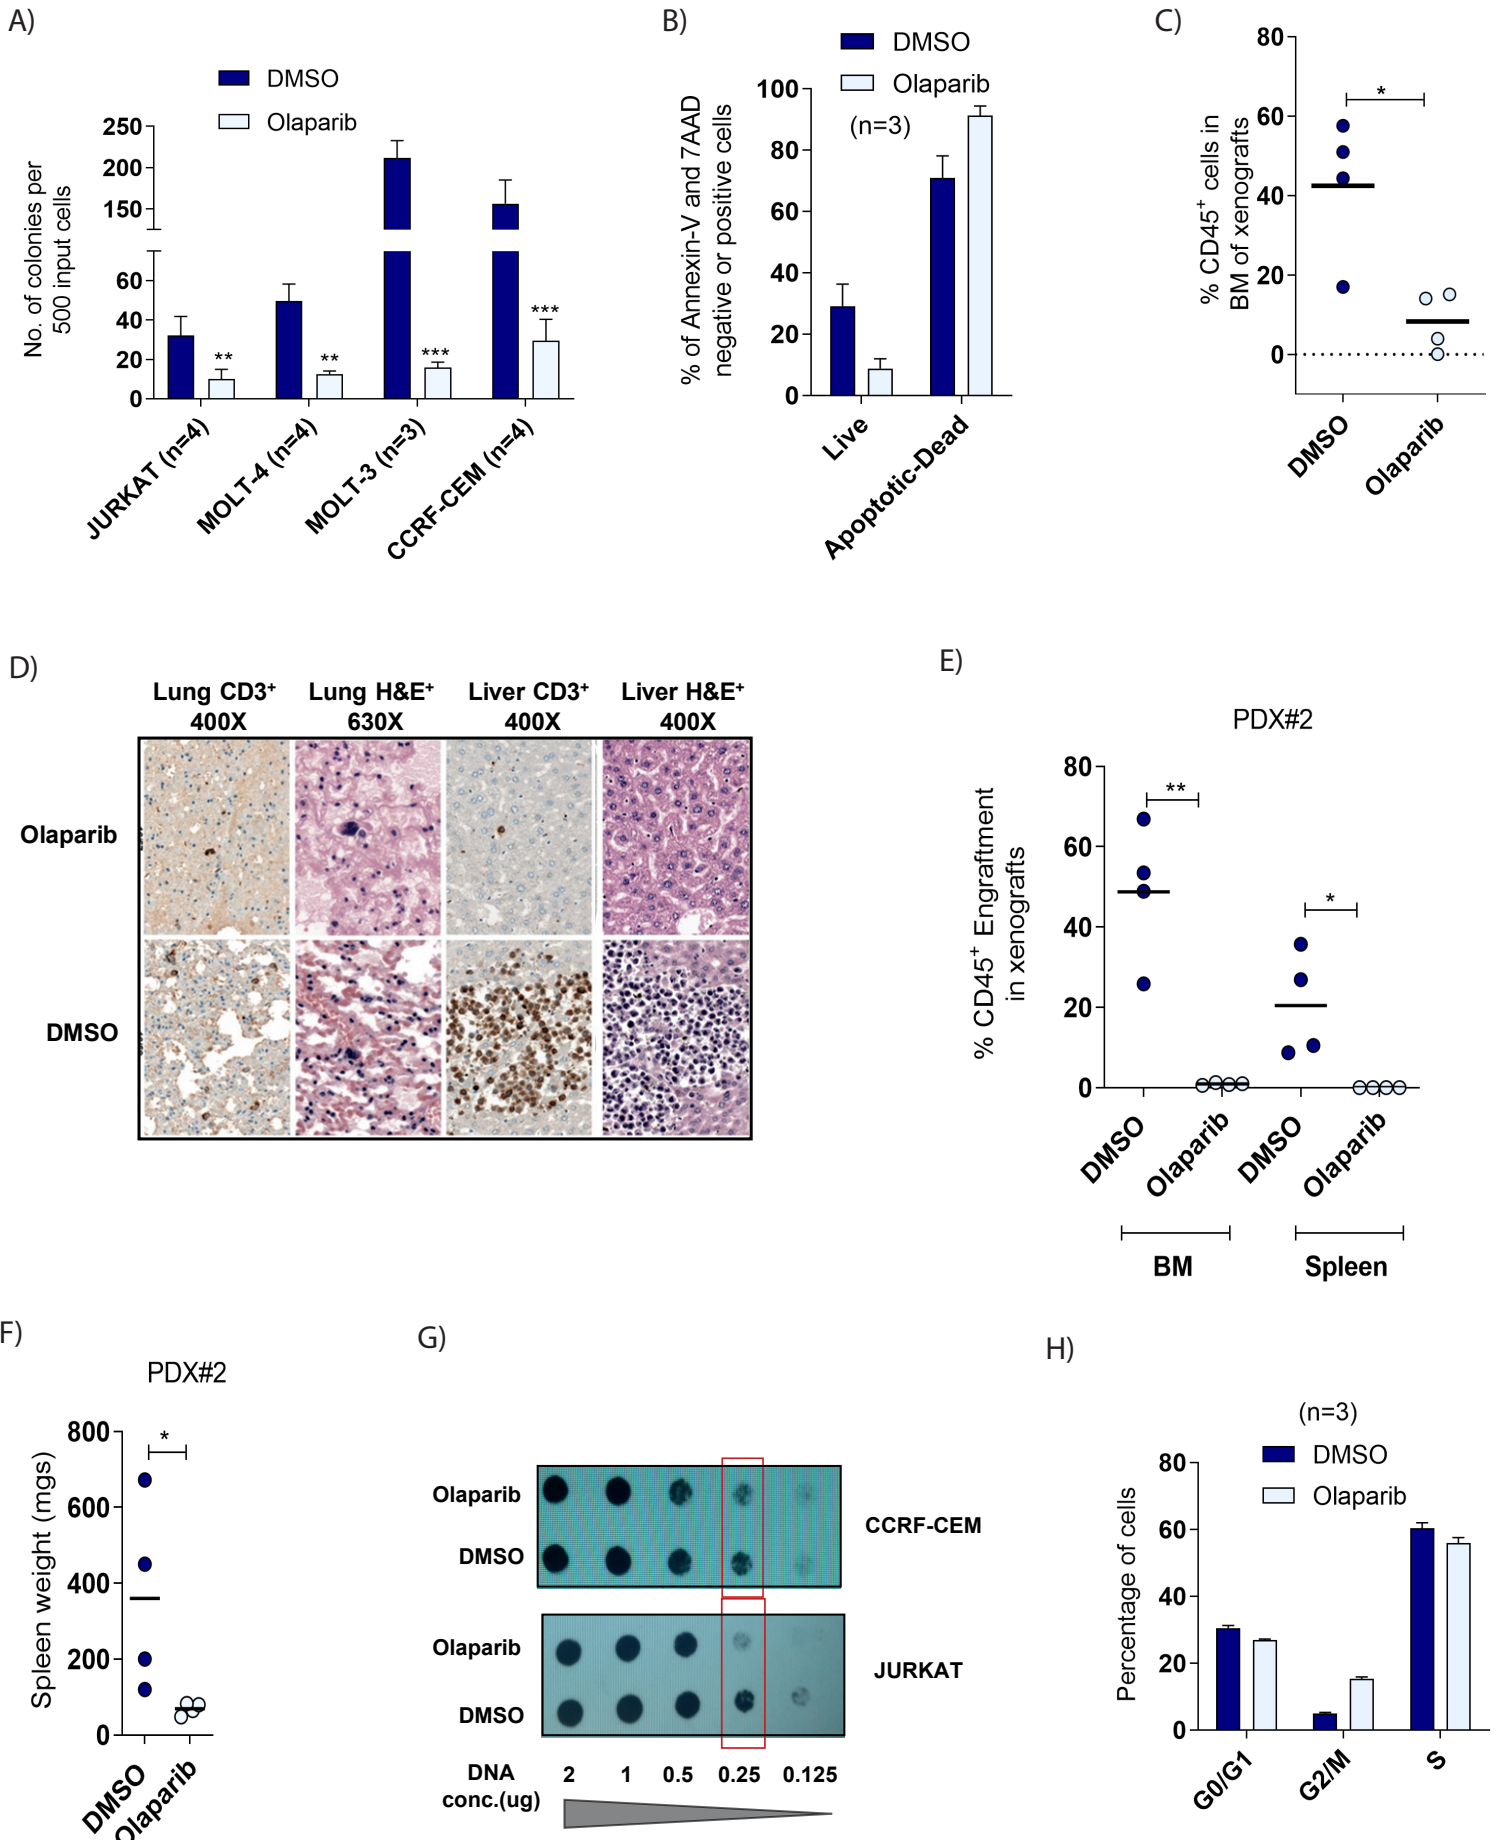 A)
DMSO
Olaparib
No. of colonies per
500 input cells
250
200
150
60
40
20
0
**
**
***
***
JURKAT (n=4)
MOLT-4 (n=4)
MOLT-3 (n=3)
CCRF-CEM (n=4)
B)
DMSO
Olaparib
(n=3)
% of Annexin-V and 7AAD
negative or positive cells
100
80
60
40
20
0
Live
Apoptotic-Dead
C)
% CD45+ cells in
BM of xenografts
80
60
40
20
0
*
DMSO
Olaparib
D)
Lung CD3+
400X
Lung H&E+
630X
Liver CD3+
400X
Liver H&E+
400X
Olaparib
DMSO
E)
PDX#2
% CD45+ Engraftment
in xenografts
80
60
40
20
0
**
*
DMSO
Olaparib
DMSO
Olaparib
BM
Spleen
F)
PDX#2
Spleen weight (mgs)
800
600
400
200
0
*
DMSO
Olaparib
G)
Olaparib
DMSO
CCRF-CEM
Olaparib
DMSO
JURKAT
DNA
conc.(ug)
2 1 0.5 0.25 0.125
H)
(n=3)
DMSO
Olaparib
Percentage of cells
80
60
40
20
0
G0/G1
G2/M
S